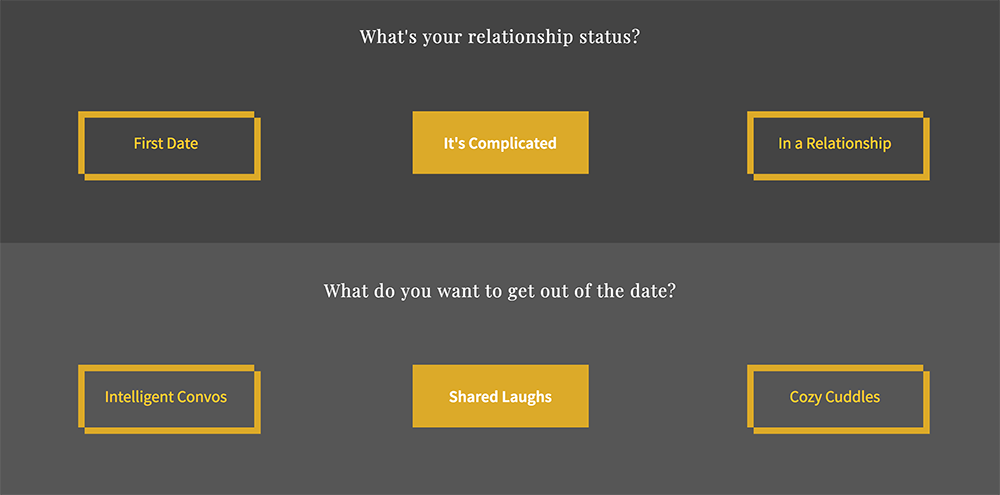 What's your relationship status?
First Date
It's Complicated
In a Relationship
What do you want to get out of the date?
Intelligent Convos
Shared Laughs
Cozy Cuddles